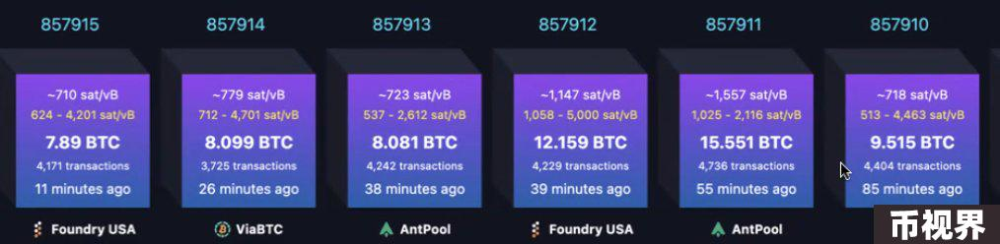 857915
~710 sat/vB
624 - 4,201 sat/vB
7.89 BTC
4,171 transactions
11 minutes ago
Foundry USA
857914
~779 sat/vB
712 - 4,701 sat/vB
8.099 BTC
3,725 transactions
26 minutes ago
ViaBTC
857913
~723 sat/vB
537 - 2,612 sat/vB
8.081 BTC
4,242 transactions
38 minutes ago
AntPool
857912
~1,147 sat/vB
1,058 - 5,000 sat/vB
12.159 BTC
4,229 transactions
39 minutes ago
Foundry USA
857911
~1,557 sat/vB
1,025 - 2,116 sat/vB
15.551 BTC
4,736 transactions
55 minutes ago
AntPool
857910
~718 sat/vB
513 - 4,463 sat/vB
9.515 BTC
4,404 transactions
85 minutes ago
币视界